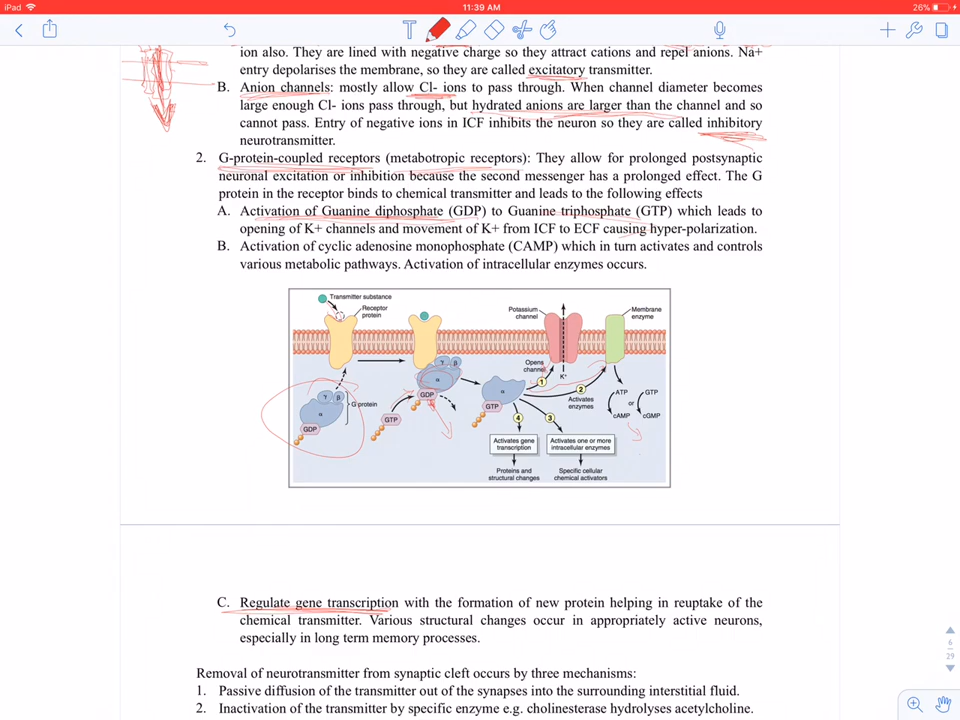 iPad
11:39 AM
26%
T
ion also. They are lined with negative charge so they attract cations and repel anions. Na+
entry depolarises the membrane, so they are called excitatory transmitter.
B. Anion channels: mostly allow Cl- ions to pass through. When channel diameter becomes
large enough Cl- ions pass through, but hydrated anions are larger than the channel and so
cannot pass. Entry of negative ions in ICF inhibits the neuron so they are called inhibitory
neurotransmitter.
2. G-protein-coupled receptors (metabotropic receptors): They allow for prolonged postsynaptic
neuronal excitation or inhibition because the second messenger has a prolonged effect. The G
protein in the receptor binds to chemical transmitter and leads to the following effects
A. Activation of Guanine diphosphate (GDP) to Guanine triphosphate (GTP) which leads to
opening of K+ channels and movement of K+ from ICF to ECF causing hyper-polarization.
B. Activation of cyclic adenosine monophosphate (CAMP) which in turn activates and controls
various metabolic pathways. Activation of intracellular enzymes occurs.
Transmitter substance
Receptor
protein
Potassium
channel
Membrane
enzyme
γ β
α
GDP
G protein
GTP
γ β
α
GDP
α
GTP
Opens
channel
1
K+
2
Activates
enzymes
ATP
or
cAMP
GTP
cGMP
4
3
Activates gene
transcription
Activates one or more
intracellular enzymes
Proteins and
structural changes
Specific cellular
chemical activators
C. Regulate gene transcription with the formation of new protein helping in reuptake of the
chemical transmitter. Various structural changes occur in appropriately active neurons,
especially in long term memory processes.
6
29
Removal of neurotransmitter from synaptic cleft occurs by three mechanisms:
1. Passive diffusion of the transmitter out of the synapses into the surrounding interstitial fluid.
2. Inactivation of the transmitter by specific enzyme e.g. cholinesterase hydrolyses acetylcholine.